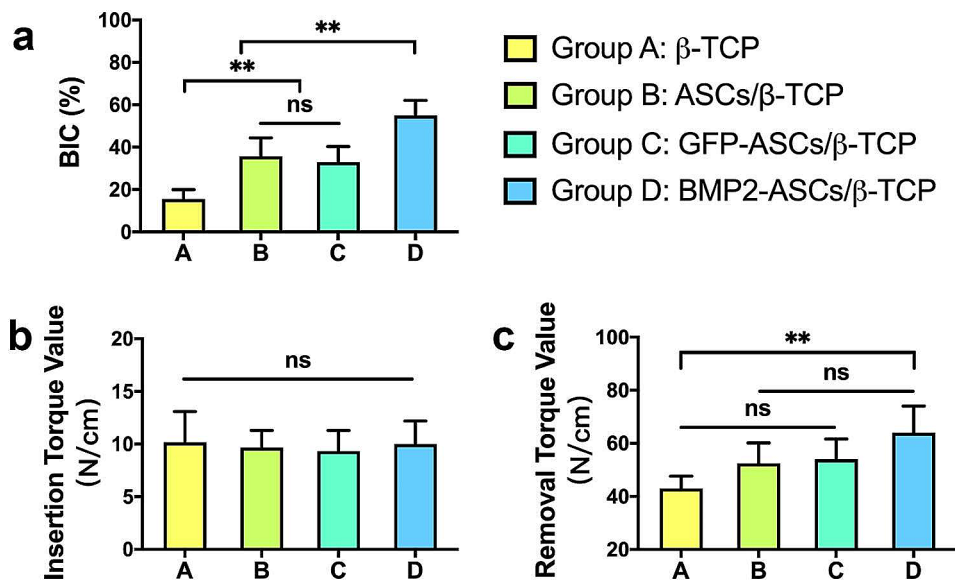 a
BIC (%)
100
80
60
40
20
0
**
**
ns
A B C D
Group A: β-TCP
Group B: ASCs/β-TCP
Group C: GFP-ASCs/β-TCP
Group D: BMP2-ASCs/β-TCP
b
Insertion Torque Value
(N/cm)
20
15
10
5
0
ns
A B C D
c
Removal Torque Value
(N/cm)
100
80
60
40
20
**
ns
ns
A B C D